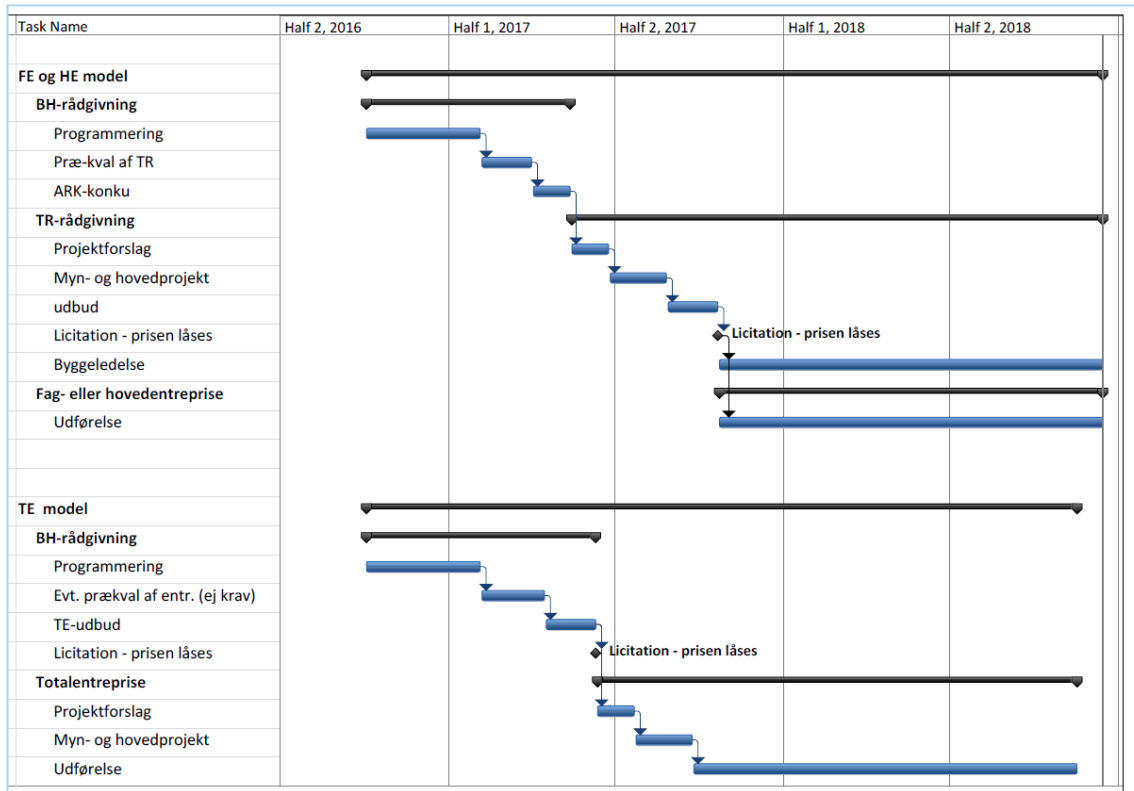 Task Name Half 2, 2016 Half 1, 2017 Half 2, 2017 Half 1, 2018 Half 2, 2018
FE og HE model
BH-rådgivning
Programmering
Præ-kval af TR
ARK-konku
TR-rådgivning
Projektforslag
Myn- og hovedprojekt
udbud
Licitation - prisen låses Licitation - prisen låses
Byggeledelse
Fag- eller hovedentreprise
Udførelse
TE model
BH-rådgivning
Programmering
Evt. prækval af entr. (ej krav)
TE-udbud
Licitation - prisen låses Licitation - prisen låses
Totalentreprise
Projektforslag
Myn- og hovedprojekt
Udførelse